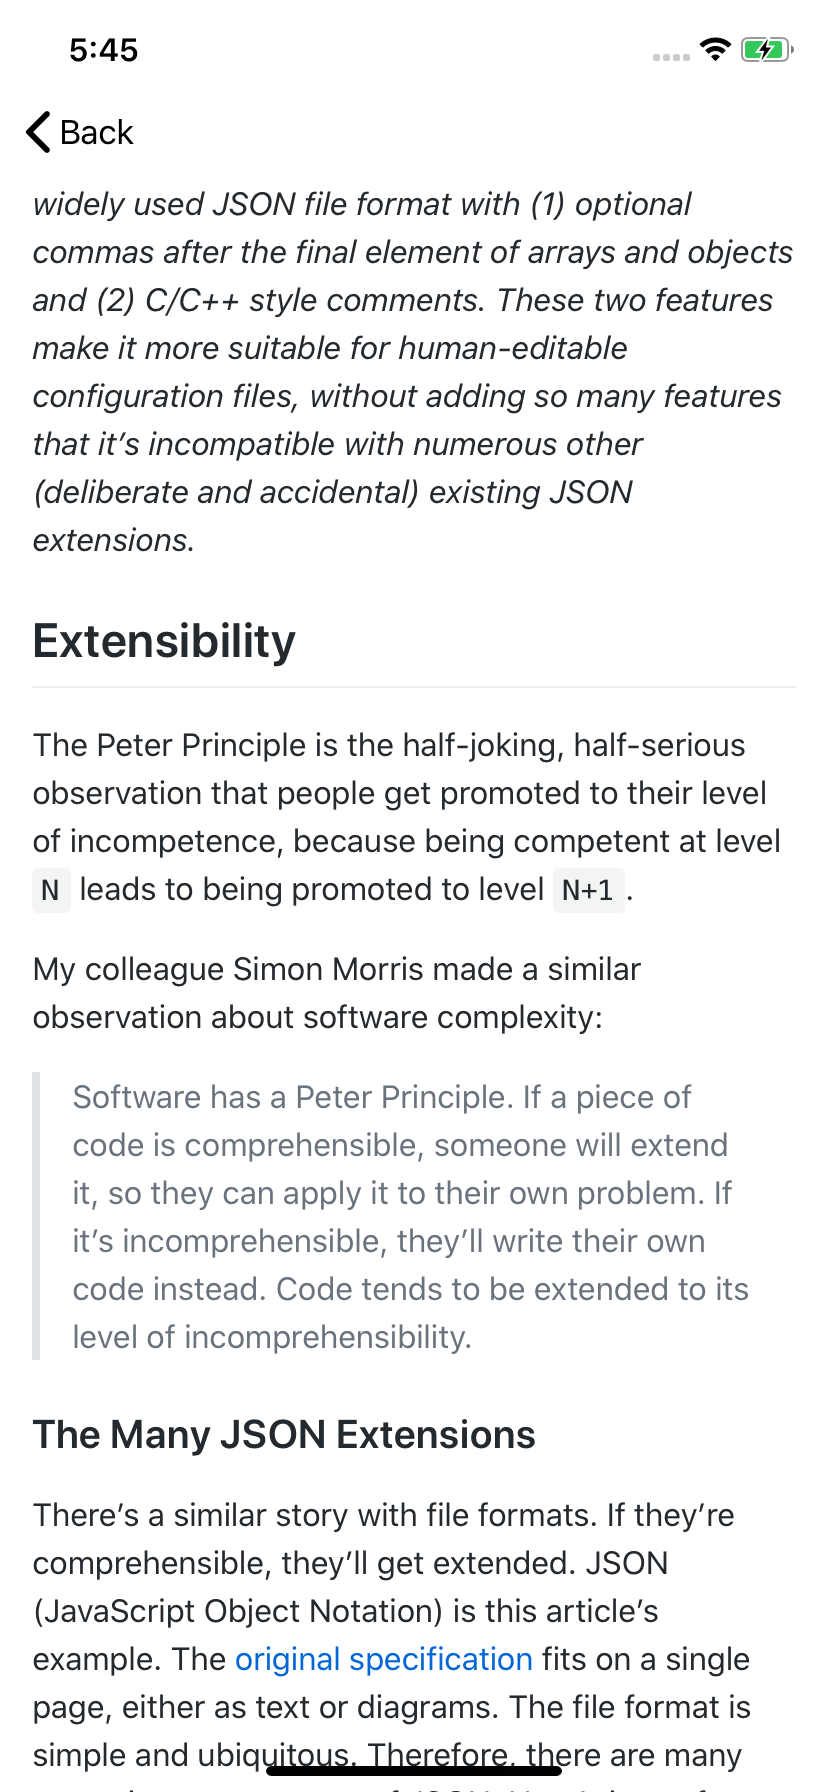 5:45
Back
widely used JSON file format with (1) optional
commas after the final element of arrays and objects
and (2) C/C++ style comments. These two features
make it more suitable for human-editable
configuration files, without adding so many features
that it’s incompatible with numerous other
(deliberate and accidental) existing JSON
extensions.
Extensibility
The Peter Principle is the half-joking, half-serious
observation that people get promoted to their level
of incompetence, because being competent at level
N leads to being promoted to level N+1 .
My colleague Simon Morris made a similar
observation about software complexity:
Software has a Peter Principle. If a piece of
code is comprehensible, someone will extend
it, so they can apply it to their own problem. If
it’s incomprehensible, they’ll write their own
code instead. Code tends to be extended to its
level of incomprehensibility.
The Many JSON Extensions
There’s a similar story with file formats. If they’re
comprehensible, they’ll get extended. JSON
(JavaScript Object Notation) is this article’s
example. The original specification fits on a single
page, either as text or diagrams. The file format is
simple and ubiquitous. Therefore, there are many